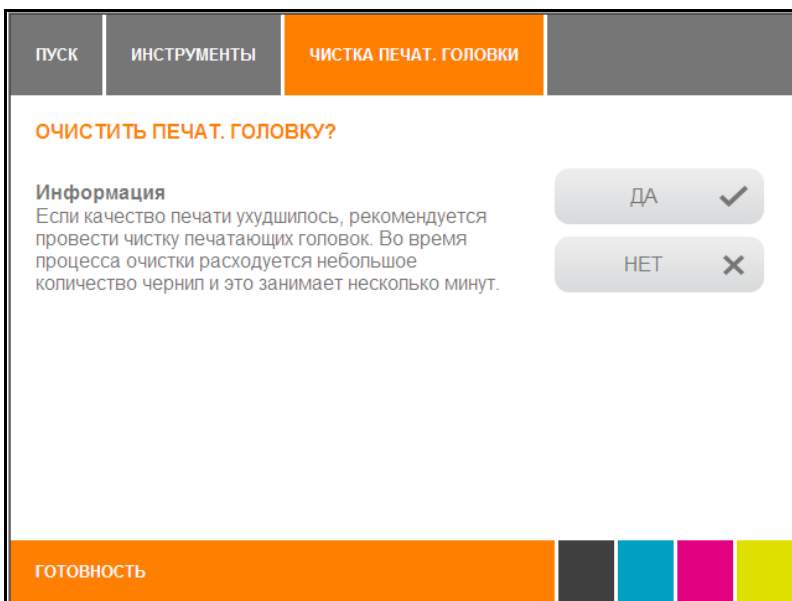 ПУСК
ИНСТРУМЕНТЫ
ЧИСТКА ПЕЧАТ. ГОЛОВКИ
ОЧИСТИТЬ ПЕЧАТ. ГОЛОВКУ?
Информация
Если качество печати ухудшилось, рекомендуется
провести чистку печатающих головок. Во время
процесса очистки расходуется небольшое
количество чернил и это занимает несколько минут.
ДА
НЕТ
ГОТОВНОСТЬ